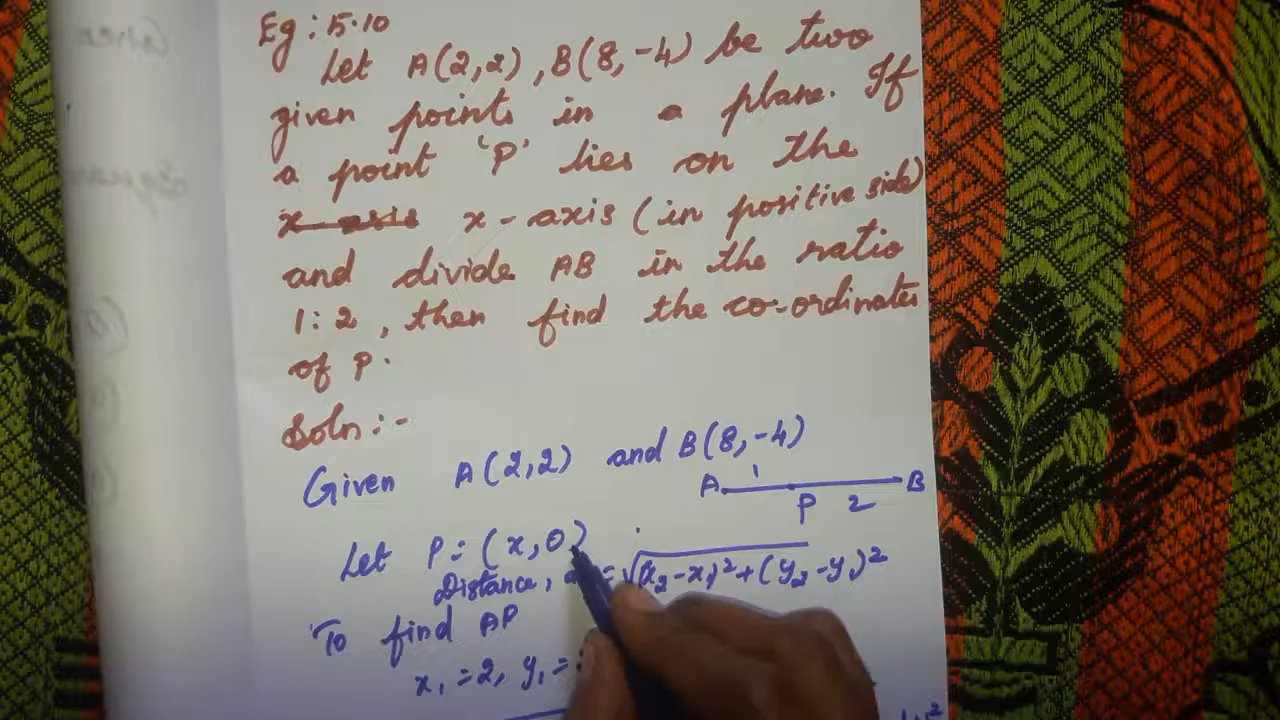 Eg: 5.10
Let A(2,2), B(8,-4) be two
given points in a plane. If
a point 'P' lies on the
x-axis x-axis (in positive side)
and divide AB in the ratio
1:2, then find the co-ordinates
of P.
Soln:-
Given A(2,2) and B(8,-4)
A 1 P 2 B
Let P = (x,0)
Distance, = √(x₂-x₁)²+(y₂-y₁)²
To find AP
x₁ = 2, y₁ =